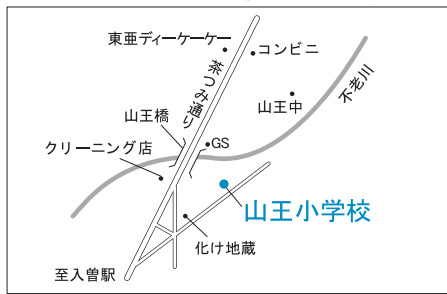 東亜ディーケーケー
コンビニ
茶つみ通り
山王中
不老川
山王橋
GS
クリーニング店
山王小学校
化け地蔵
至入曽駅